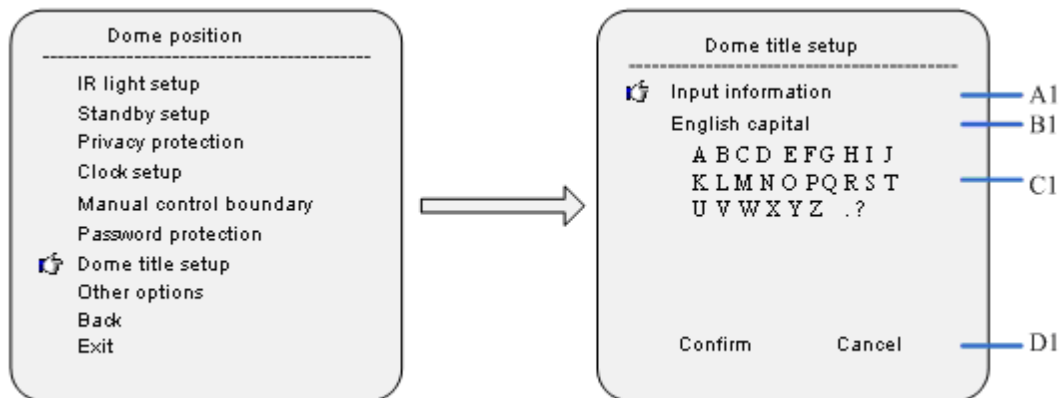 Dome position
IR light setup
Standby setup
Privacy protection
Clock setup
Manual control boundary
Password protection
Dome title setup
Other options
Back
Exit
Dome title setup
Input information
English capital
A B C D E F G H I J
K L M N O P Q R S T
U V W X Y Z . ?
Confirm Cancel
A1
B1
C1
D1